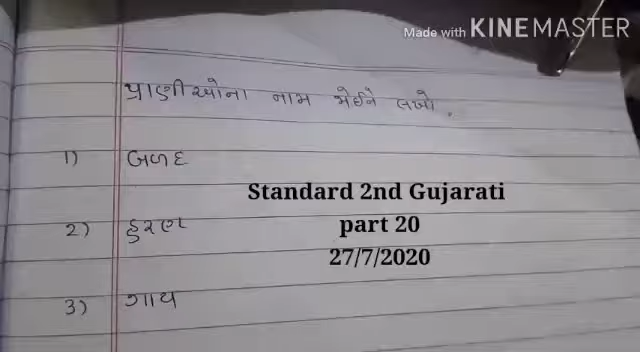 Made with KINEMASTER
પ્રાણીઓના નામ જોઈને લખો.
1) બળદ
Standard 2nd Gujarati
2) હરણ
part 20
27/7/2020
3) ગાય